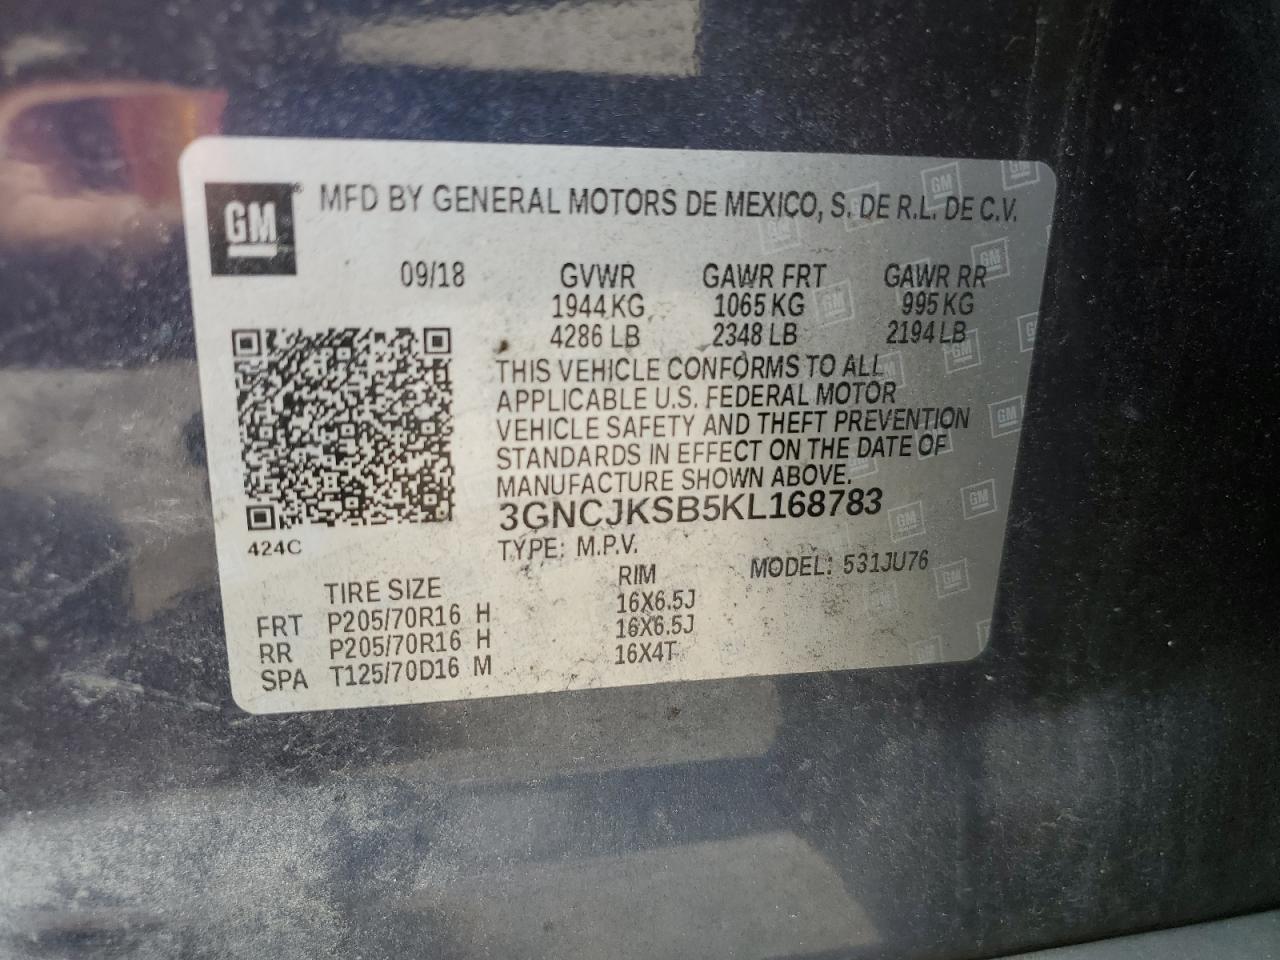 GM® MFD BY GENERAL MOTORS DE MEXICO, S. DE R.L. DE C.V.
09/18 GVWR GAWR FRT GAWR RR
1944 KG 1065 KG 995 KG
4286 LB 2348 LB 2194 LB
THIS VEHICLE CONFORMS TO ALL
APPLICABLE U.S. FEDERAL MOTOR
VEHICLE SAFETY AND THEFT PREVENTION
STANDARDS IN EFFECT ON THE DATE OF
MANUFACTURE SHOWN ABOVE.
3GNCJKSB5KL168783
424C TYPE: M.P.V. MODEL: 531JU76
TIRE SIZE RIM
FRT P205/70R16 H 16X6.5J
RR P205/70R16 H 16X6.5J
SPA T125/70D16 M 16X4T